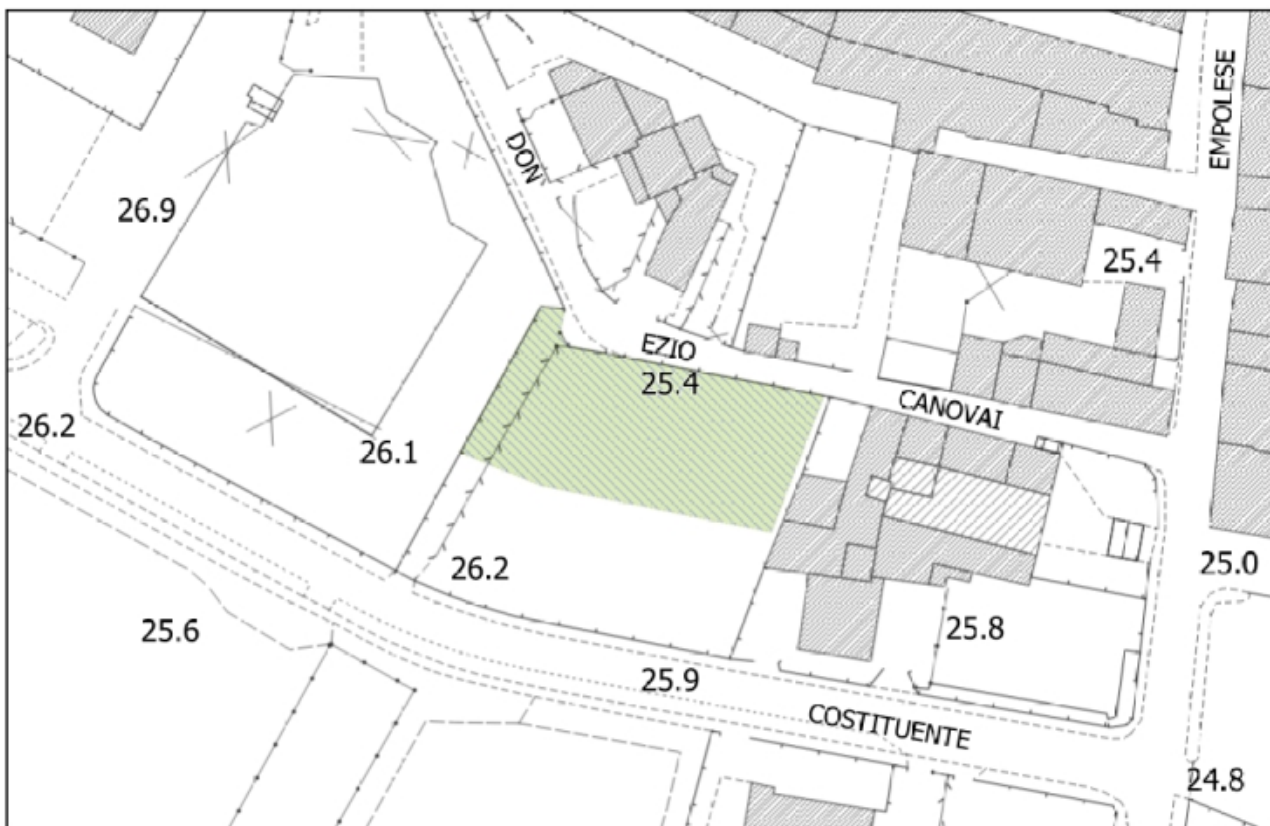 EMPOLESE
DON
26.9
25.4
EZIO
25.4
CANOVAI
26.2
26.1
26.2
25.0
25.6
25.8
25.9
COSTITUENTE
24.8